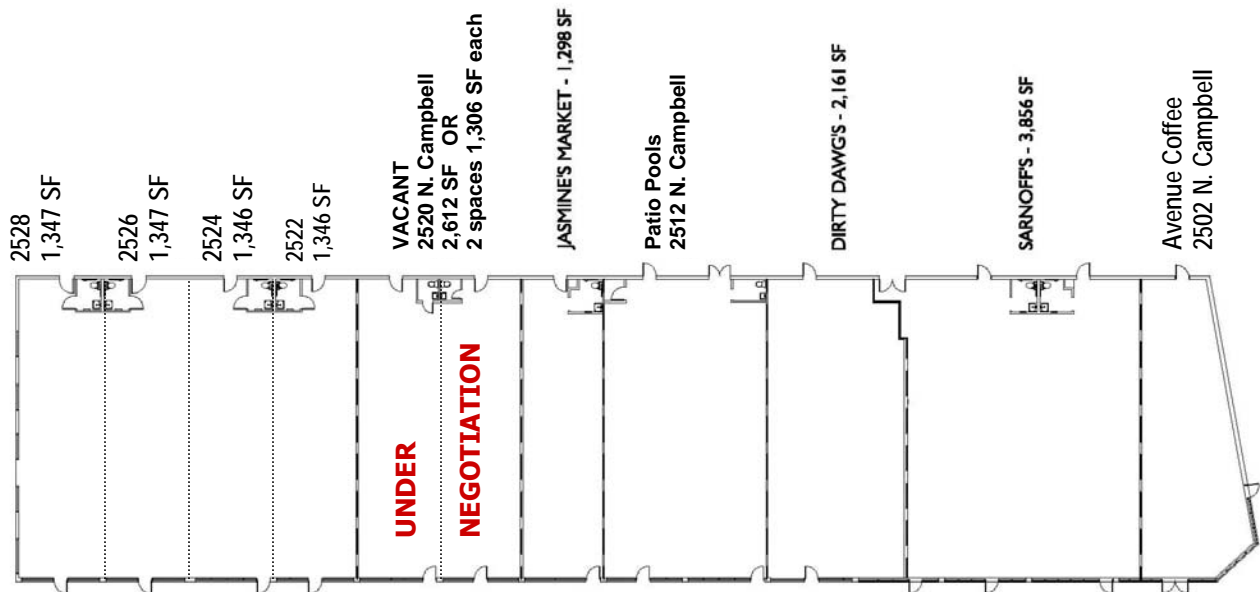 2528
1,347 SF
2526
1,347 SF
2524
1,346 SF
2522
1,346 SF
VACANT
2520 N. Campbell
2,612 SF OR
2 spaces 1,306 SF each
JASMINE'S MARKET - 1,298 SF
Patio Pools
2512 N. Campbell
DIRTY DAWG'S - 2,161 SF
SARNOFF'S - 3,856 SF
Avenue Coffee
2502 N. Campbell
UNDER
NEGOTIATION